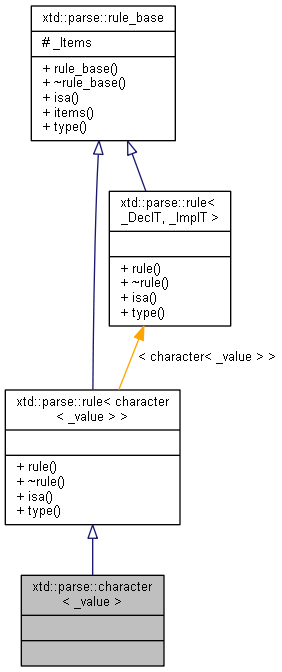 xtd::parse::rule_base
# _Items
+ rule_base()
+ ~rule_base()
+ isa()
+ items()
+ type()
xtd::parse::rule<
_DeclT, _ImplT >
+ rule()
+ ~rule()
+ isa()
+ type()
< character< _value > >
xtd::parse::rule< character
< _value > >
+ rule()
+ ~rule()
+ isa()
+ type()
xtd::parse::character
< _value >